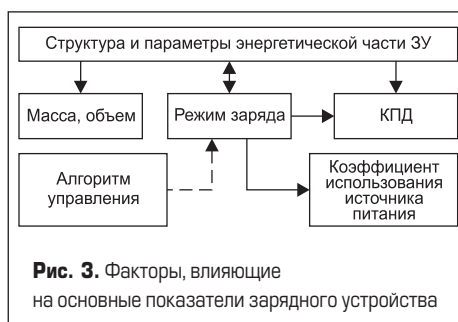 Структура и параметры энергетической части ЗУ
Масса, объем
Режим заряда
КПД
Алгоритм
управления
Коэффициент
использования
источника
питания
Рис. 3. Факторы, влияющие
на основные показатели зарядного устройства